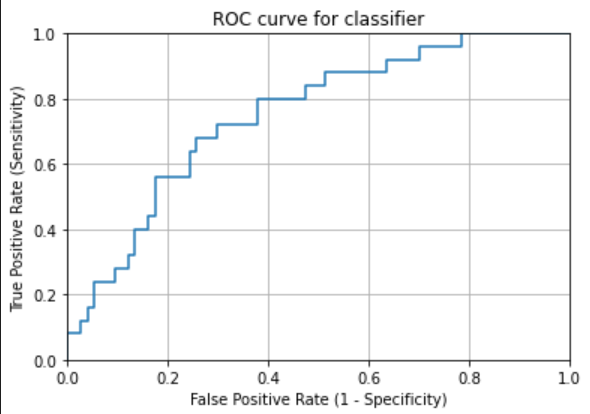 ROC curve for classifier
True Positive Rate (Sensitivity)
1.0
0.8
0.6
0.4
0.2
0.0
0.0 0.2 0.4 0.6 0.8 1.0
False Positive Rate (1 - Specificity)